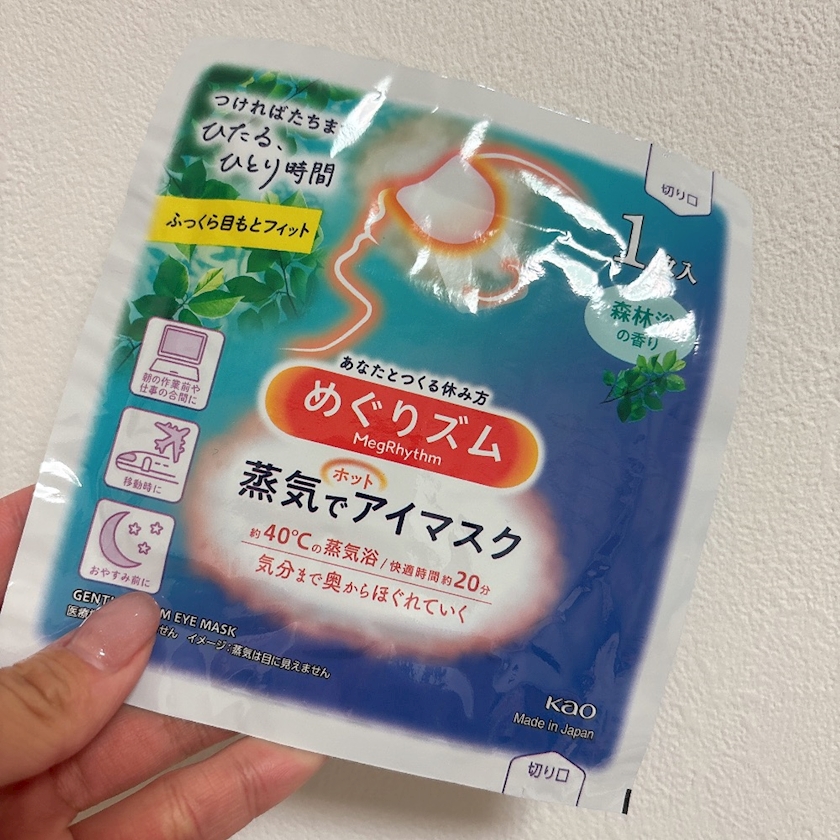 つければたちま
ひたる、
ひとり時間
ふっくら目もとフィット
切り口
1 入
森林浴
の香り
朝の作業前や
仕事の合間に
移動時に
おやすみ前に
あなたとつくる休み方
めぐりズム
MegRhythm
蒸気でホットアイマスク
約40℃の蒸気浴/快適時間約20分
気分まで奥からほぐれていく
GENT M EYE MASK
医療 せん イメージ:蒸気は目に見えません
Kao
Made in Japan
切り口